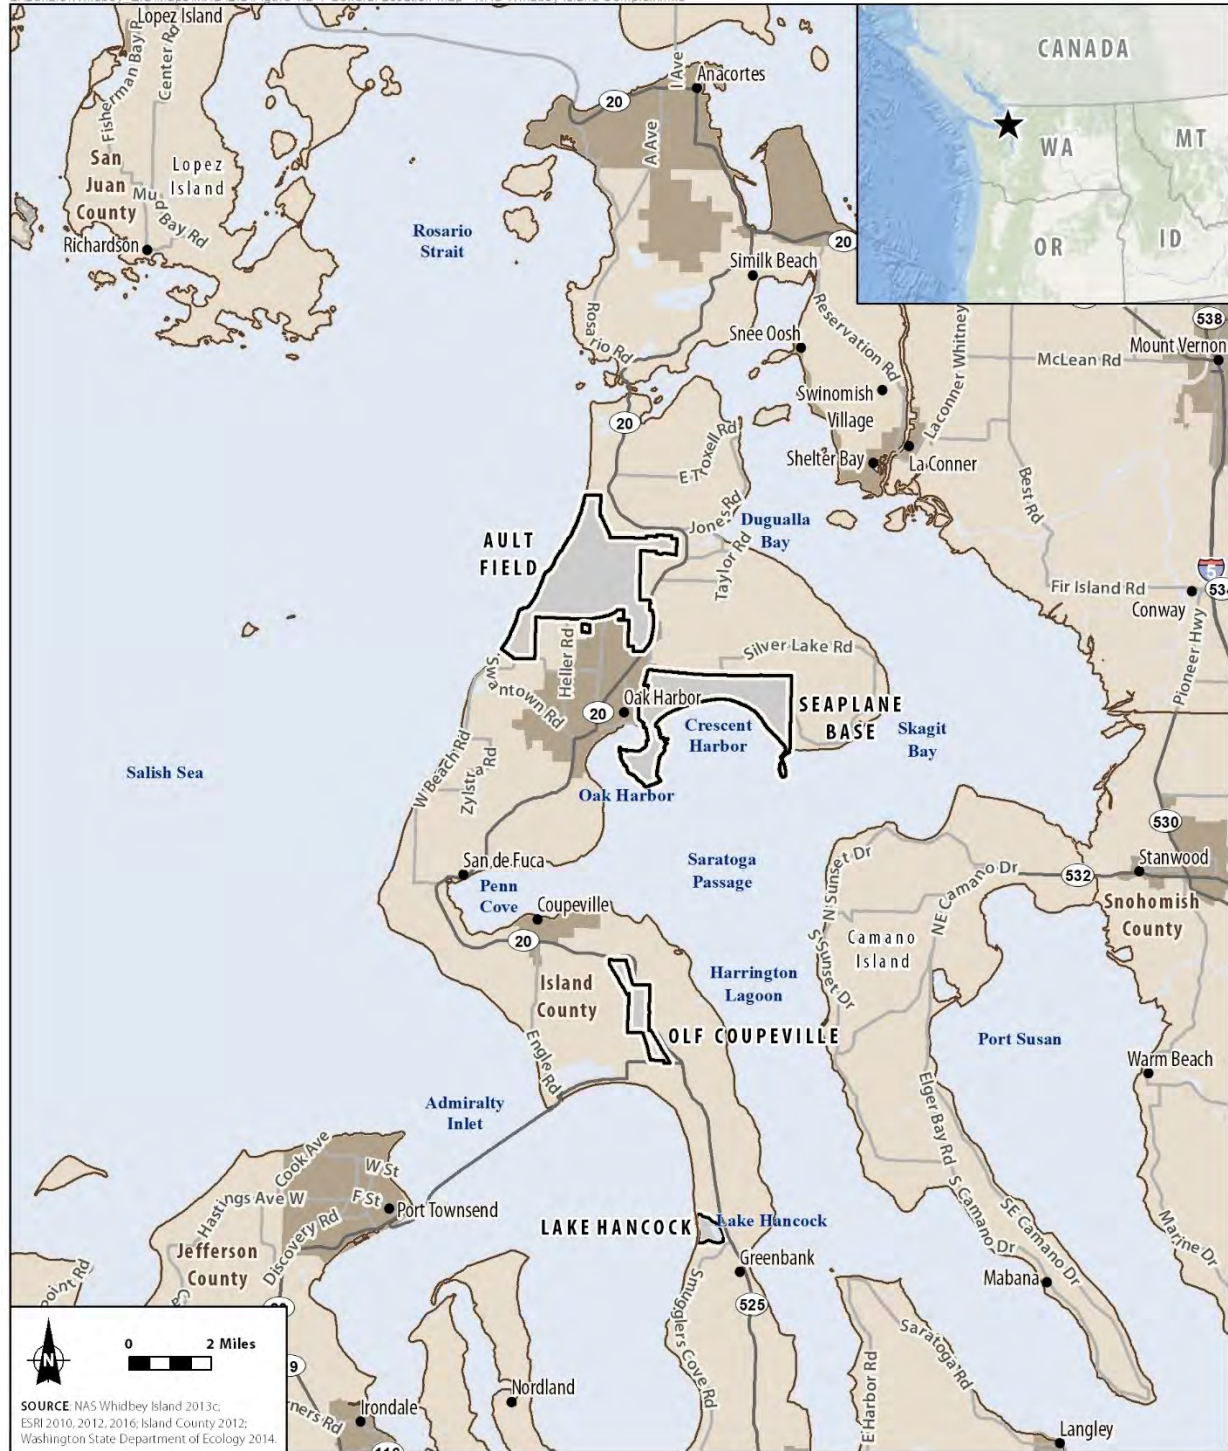 Lopez Island
Fisherman Bay R
Center Rd
I Ave
Anacortes
20
A Ave
CANADA
WA
MT
OR
ID
San
Juan
County
Lopez
Island
Mud Bay Rd
Richardson
Rosario
Strait
20
Similk Beach
Rosario Rd
Snee Oosh
Reservation Rd
Laconner Whitney
538
Mount Vernon
McLean Rd
Swinomish
Village
20
E Troxell Rd
Shelter Bay
La Conner
Best Rd
Jones Rd
Dugualla
Bay
AULT
FIELD
Taylor Rd
5
Fir Island Rd
534
Conway
Pioneer Hwy
Heller Rd
Silver Lake Rd
Swantown Rd
20
Oak Harbor
SEAPLANE
BASE
Crescent
Harbor
Skagit
Bay
W Beach Rd
Zylstra Rd
Salish Sea
Oak Harbor
530
San de Fuca
Saratoga
Passage
N Sunset Dr
NE Camano Dr
532
Stanwood
Penn
Cove
Coupeville
20
Snohomish
County
S Sunset Dr
Camano
Island
Island
County
Harrington
Lagoon
OLF COUPEVILLE
Port Susan
Engle Rd
Warm Beach
Elger Bay Rd
Admiralty
Inlet
Cook Ave
W St
Hastings Ave W
F St
Port Townsend
Discovery Rd
S Camano Dr
SE Camano Dr
Marine Dr
LAKE HANCOCK
Lake Hancock
Jefferson
County
Greenbank
Mabana
oint Rd
525
Smugglers Cove Rd
Saratoga Rd
E Harbor Rd
0 2 Miles
N
9
Nordland
rners Rd
Irondale
Langley
SOURCE: NAS Whidbey Island 2013c;
ESRI 2010, 2012, 2016; Island County 2012;
Washington State Department of Ecology 2014.